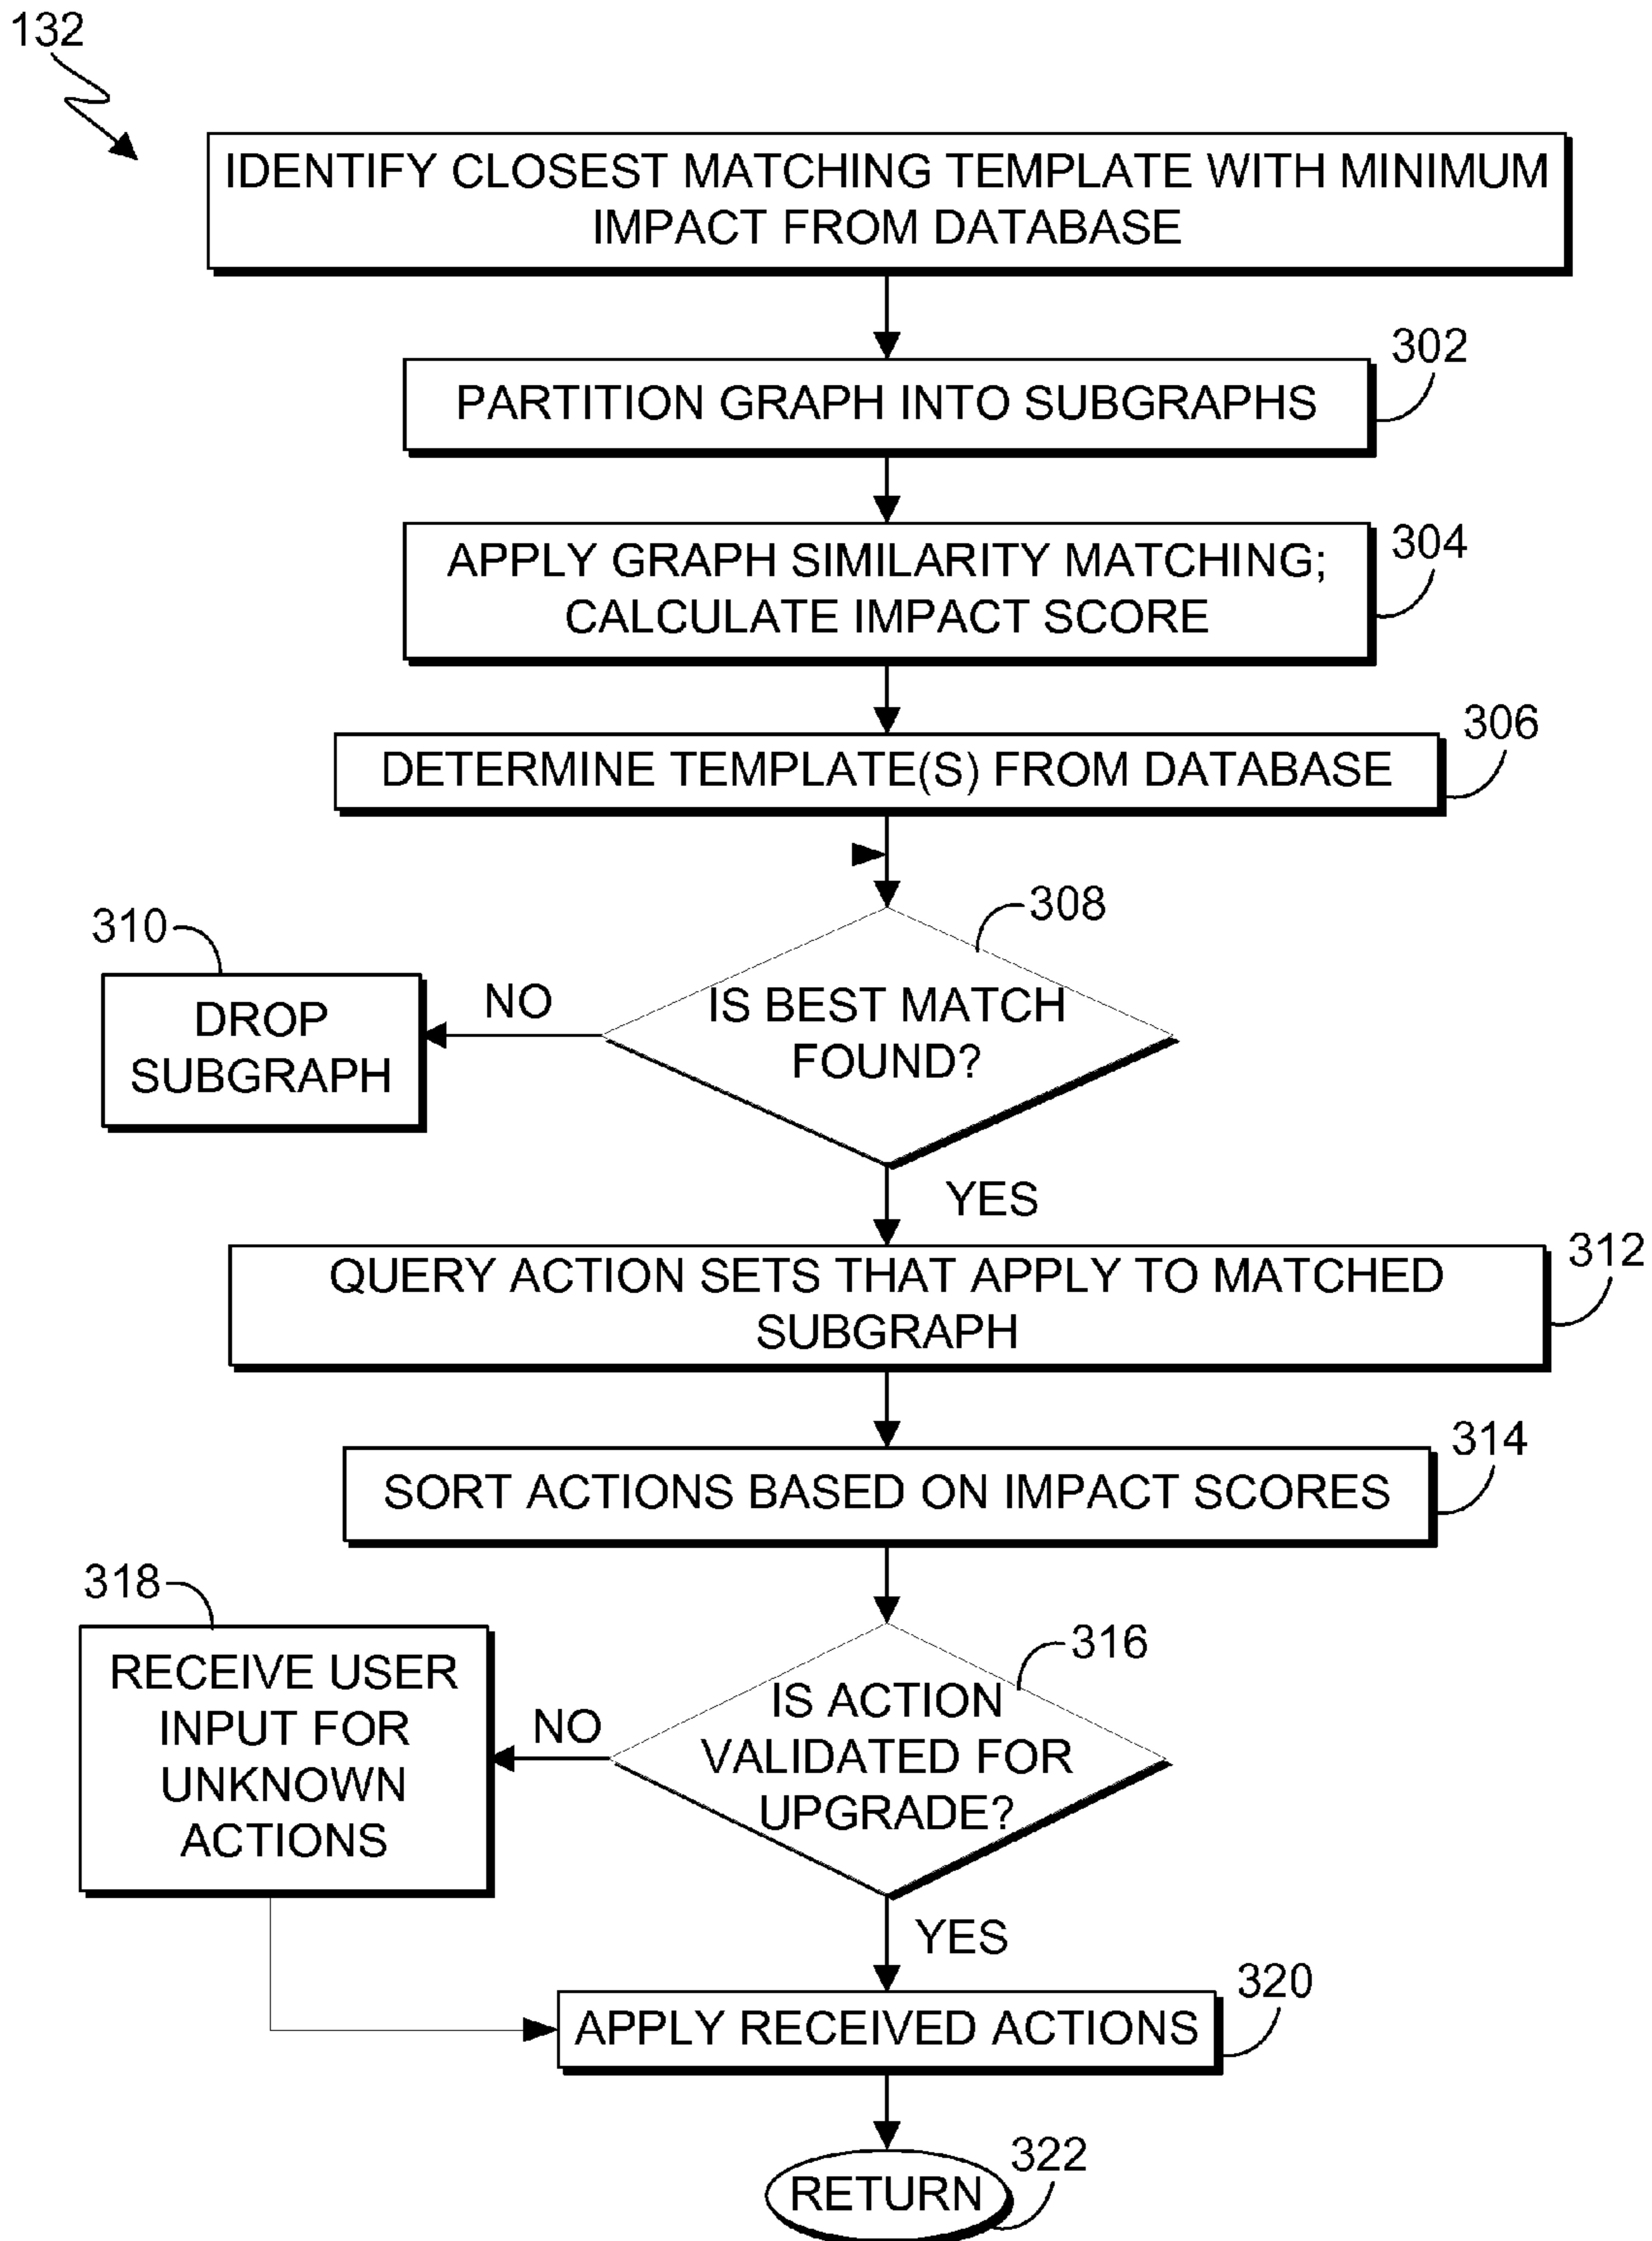 132
IDENTIFY CLOSEST MATCHING TEMPLATE WITH MINIMUM
IMPACT FROM DATABASE
302
PARTITION GRAPH INTO SUBGRAPHS
304
APPLY GRAPH SIMILARITY MATCHING;
CALCULATE IMPACT SCORE
306
DETERMINE TEMPLATE(S) FROM DATABASE
308
IS BEST MATCH
FOUND?
NO
310
DROP
SUBGRAPH
YES
312
QUERY ACTION SETS THAT APPLY TO MATCHED
SUBGRAPH
314
SORT ACTIONS BASED ON IMPACT SCORES
316
IS ACTION
VALIDATED FOR
UPGRADE?
NO
318
RECEIVE USER
INPUT FOR
UNKNOWN
ACTIONS
YES
320
APPLY RECEIVED ACTIONS
322
RETURN